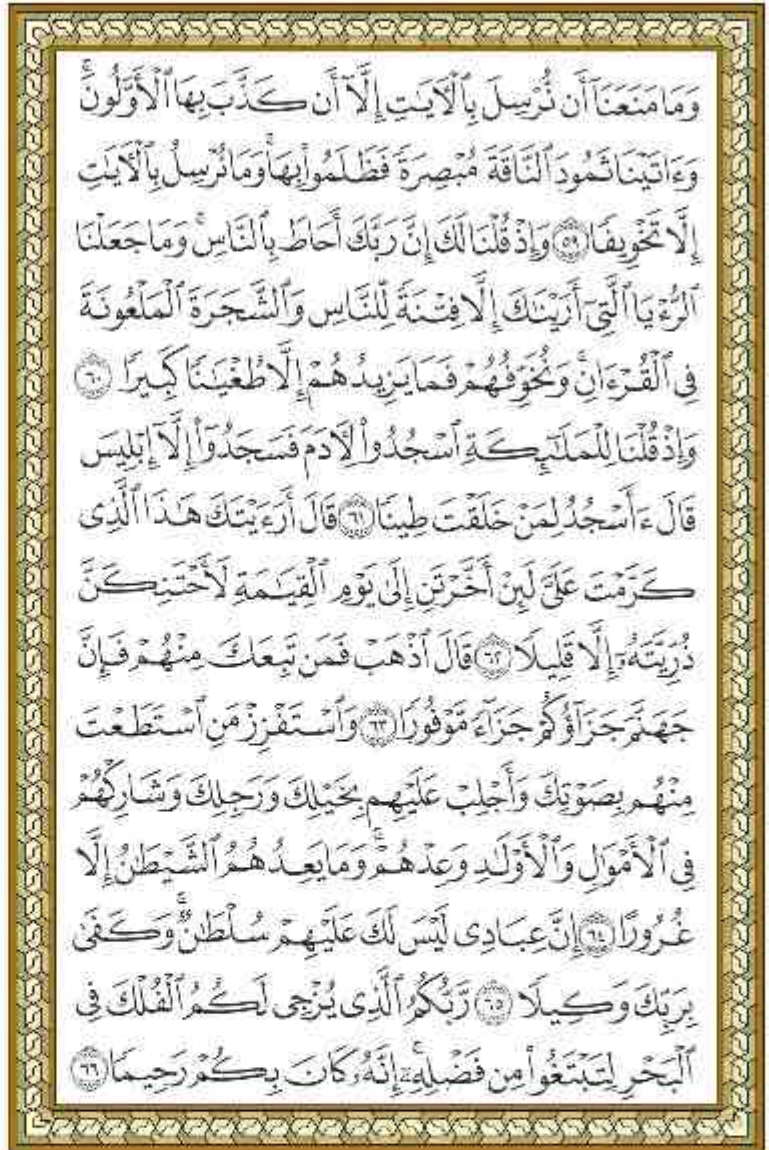 وَمَا مَنَعَنَآ أَن نُّرْسِلَ بِٱلْءَايَٰتِ إِلَّآ أَن كَذَّبَ بِهَا ٱلْأَوَّلُونَ ۚ
وَءَاتَيْنَا ثَمُودَ ٱلنَّاقَةَ مُبْصِرَةً فَظَلَمُوا۟ بِهَا ۚ وَمَا نُرْسِلُ بِٱلْءَايَٰتِ
إِلَّا تَخْوِيفًا ٥٩ وَإِذْ قُلْنَا لَكَ إِنَّ رَبَّكَ أَحَاطَ بِٱلنَّاسِ ۚ وَمَا جَعَلْنَا
ٱلرُّءْيَا ٱلَّتِىٓ أَرَيْنَٰكَ إِلَّا فِتْنَةً لِّلنَّاسِ وَٱلشَّجَرَةَ ٱلْمَلْعُونَةَ
فِى ٱلْقُرْءَانِ ۚ وَنُخَوِّفُهُمْ فَمَا يَزِيدُهُمْ إِلَّا طُغْيَٰنًا كَبِيرًا ٦٠
وَإِذْ قُلْنَا لِلْمَلَٰٓئِكَةِ ٱسْجُدُوا۟ لِءَادَمَ فَسَجَدُوٓا۟ إِلَّآ إِبْلِيسَ
قَالَ ءَأَسْجُدُ لِمَنْ خَلَقْتَ طِينًا ٦١ قَالَ أَرَءَيْتَكَ هَٰذَا ٱلَّذِى
كَرَّمْتَ عَلَىَّ لَئِنْ أَخَّرْتَنِ إِلَىٰ يَوْمِ ٱلْقِيَٰمَةِ لَأَحْتَنِكَنَّ
ذُرِّيَّتَهُۥٓ إِلَّا قَلِيلًا ٦٢ قَالَ ٱذْهَبْ فَمَن تَبِعَكَ مِنْهُمْ فَإِنَّ
جَهَنَّمَ جَزَآؤُكُمْ جَزَآءً مَّوْفُورًا ٦٣ وَٱسْتَفْزِزْ مَنِ ٱسْتَطَعْتَ
مِنْهُم بِصَوْتِكَ وَأَجْلِبْ عَلَيْهِم بِخَيْلِكَ وَرَجِلِكَ وَشَارِكْهُمْ
فِى ٱلْأَمْوَٰلِ وَٱلْأَوْلَٰدِ وَعِدْهُمْ ۚ وَمَا يَعِدُهُمُ ٱلشَّيْطَٰنُ إِلَّا
غُرُورًا ٦٤ إِنَّ عِبَادِى لَيْسَ لَكَ عَلَيْهِمْ سُلْطَٰنٌ ۚ وَكَفَىٰ
بِرَبِّكَ وَكِيلًا ٦٥ رَّبُّكُمُ ٱلَّذِى يُزْجِى لَكُمُ ٱلْفُلْكَ فِى
ٱلْبَحْرِ لِتَبْتَغُوا۟ مِن فَضْلِهِۦٓ ۚ إِنَّهُۥ كَانَ بِكُمْ رَحِيمًا ٦٦